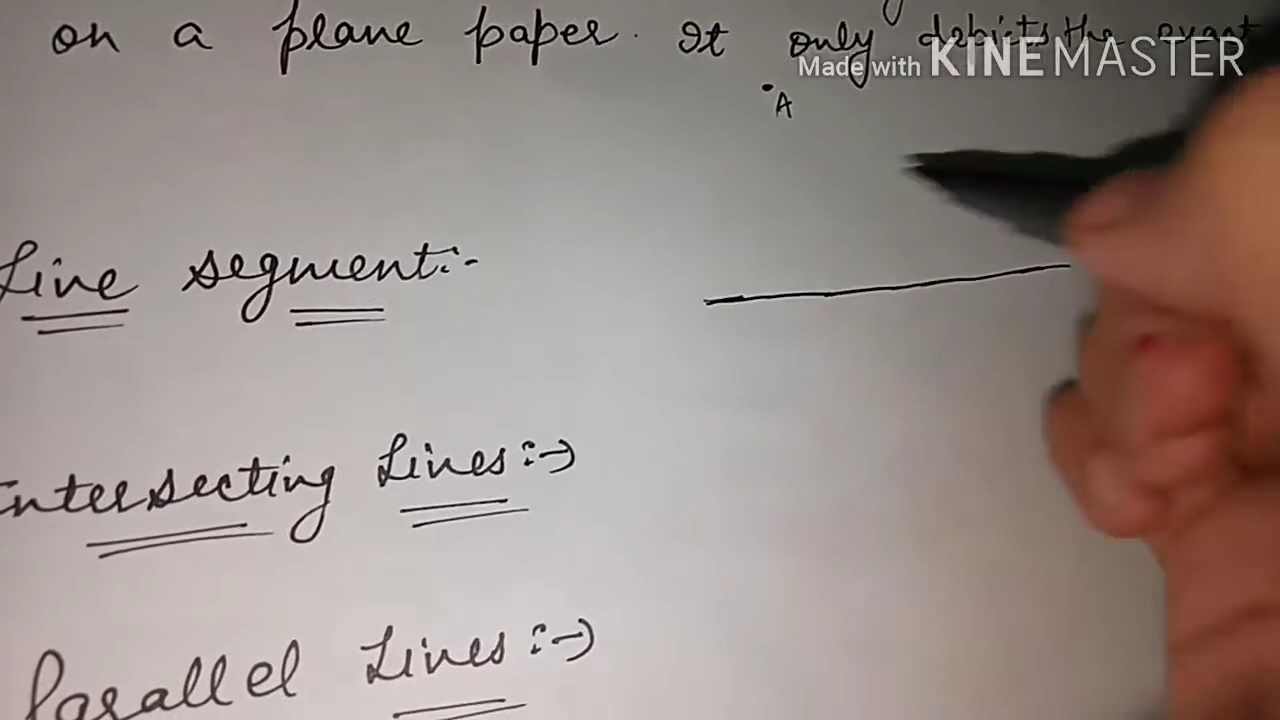 on a plane paper. It only depicts the exact
Made with KINEMASTER
A
Line segment:-
Intersecting Lines:→
Parallel Lines:→